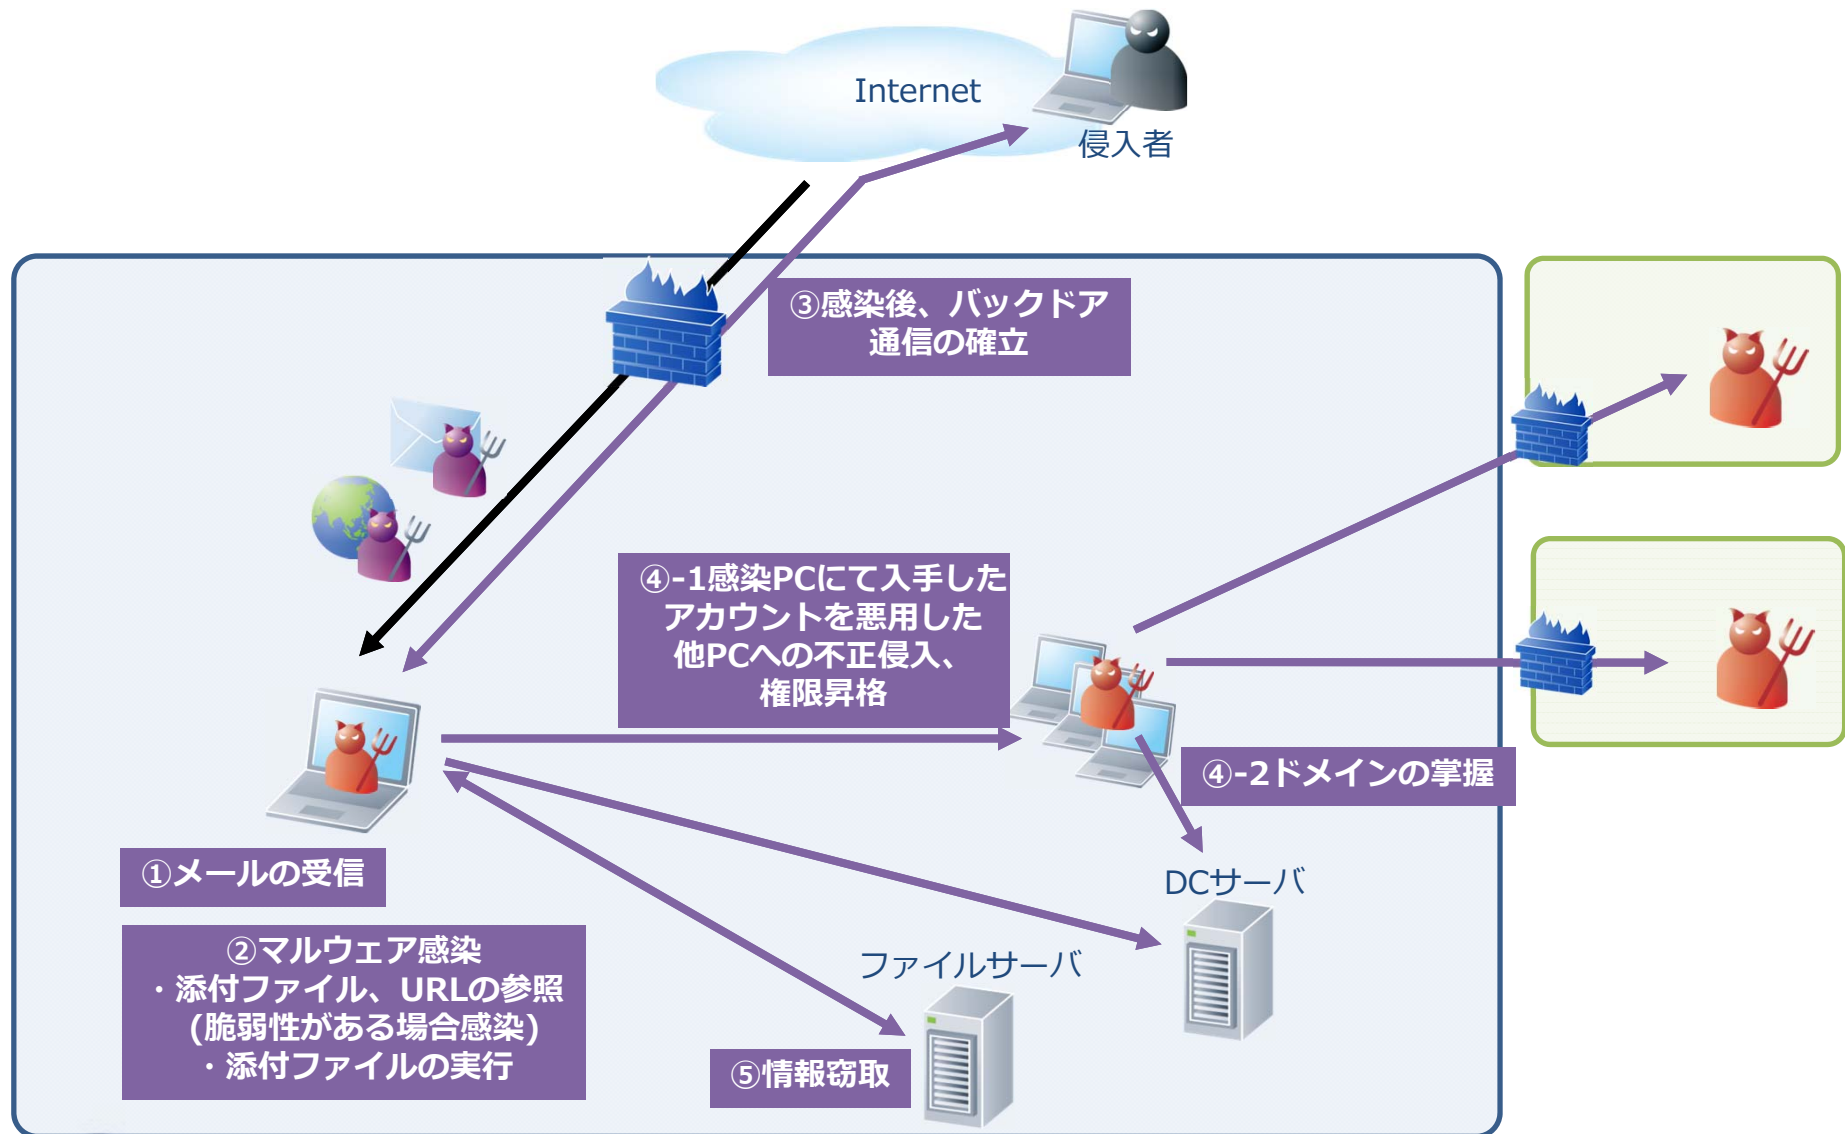 Internet
侵入者
③感染後、バックドア
通信の確立
④-1感染PCにて入手した
アカウントを悪用した
他PCへの不正侵入、
権限昇格
④-2ドメインの掌握
①メールの受信
②マルウェア感染
・添付ファイル、URLの参照
(脆弱性がある場合感染)
・添付ファイルの実行
DCサーバ
ファイルサーバ
⑤情報窃取